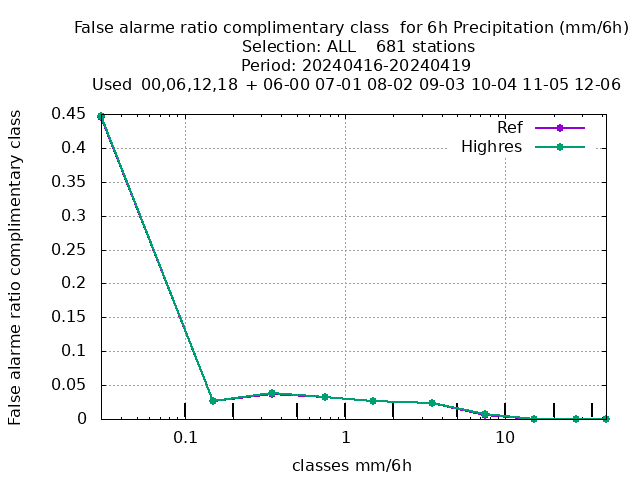 False alarme ratio complimentary class  for 6h Precipitation (mm/6h)
Selection: ALL    681 stations
Period: 20240416-20240419
Used  00,06,12,18  + 06-00 07-01 08-02 09-03 10-04 11-05 12-06
False alarme ratio complimentary class
0.45
0.4
0.35
0.3
0.25
0.2
0.15
0.1
0.05
0
Ref
Highres
0.1
1
10
classes mm/6h